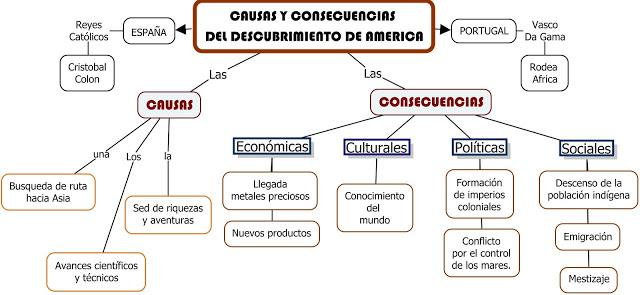 CAUSAS Y CONSECUENCIAS
DEL DESCUBRIMIENTO DE AMERICA
Reyes
Católicos
ESPAÑA
Cristobal
Colon
PORTUGAL
Vasco
Da Gama
Rodea
Africa
Las
Las
CAUSAS
CONSECUENCIAS
una
Los
la
Busqueda de ruta
hacia Asia
Avances científicos
y técnicos
Sed de riquezas
y aventuras
Económicas
Culturales
Políticas
Sociales
Llegada
metales preciosos
Nuevos productos
Conocimiento
del
mundo
Formación
de imperios
coloniales
Conflicto
por el control
de los mares.
Descenso de la
población indígena
Emigración
Mestizaje